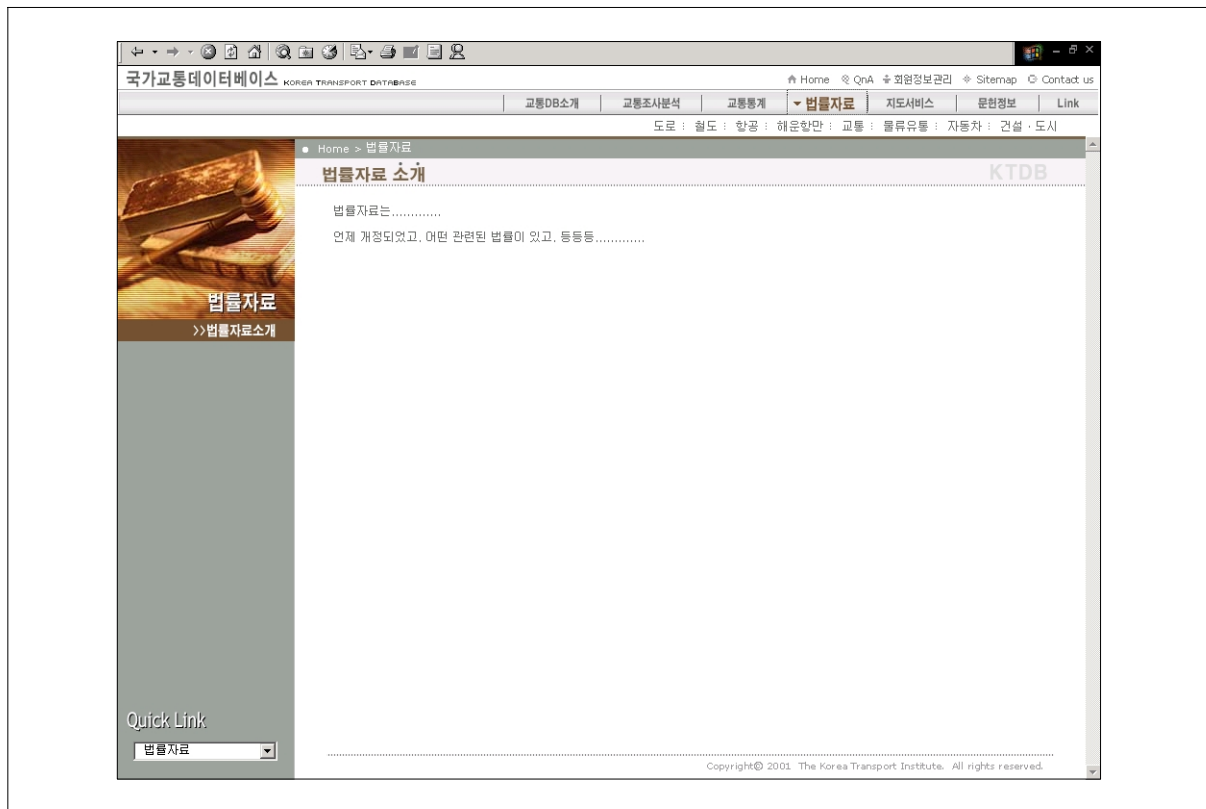 국가교통데이터베이스 KOREA TRANSPORT DATABASE
Home QnA 회원정보관리 Sitemap Contact us
교통DB소개 교통조사분석 교통통계 법률자료 지도서비스 문헌정보 Link
도로 : 철도 : 항공 : 해운항만 : 교통 : 물류유통 : 자동차 : 건설 · 도시
Home > 법률자료
법률자료 소개 KTDB
법률자료는.............
언제 개정되었고, 어떤 관련된 법률이 있고, 등등등.............
법률자료
>>법률자료소개
Quick Link
법률자료
Copyright© 2001 The Korea Transport Institute. All rights reserved.